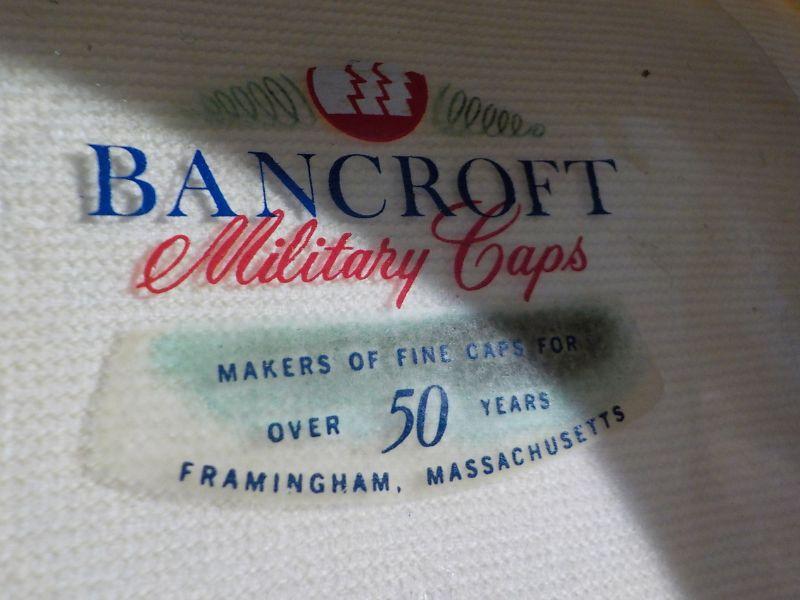 BANCROFT
Military Caps
MAKERS OF FINE CAPS FOR
OVER 50 YEARS
FRAMINGHAM, MASSACHUSETTS